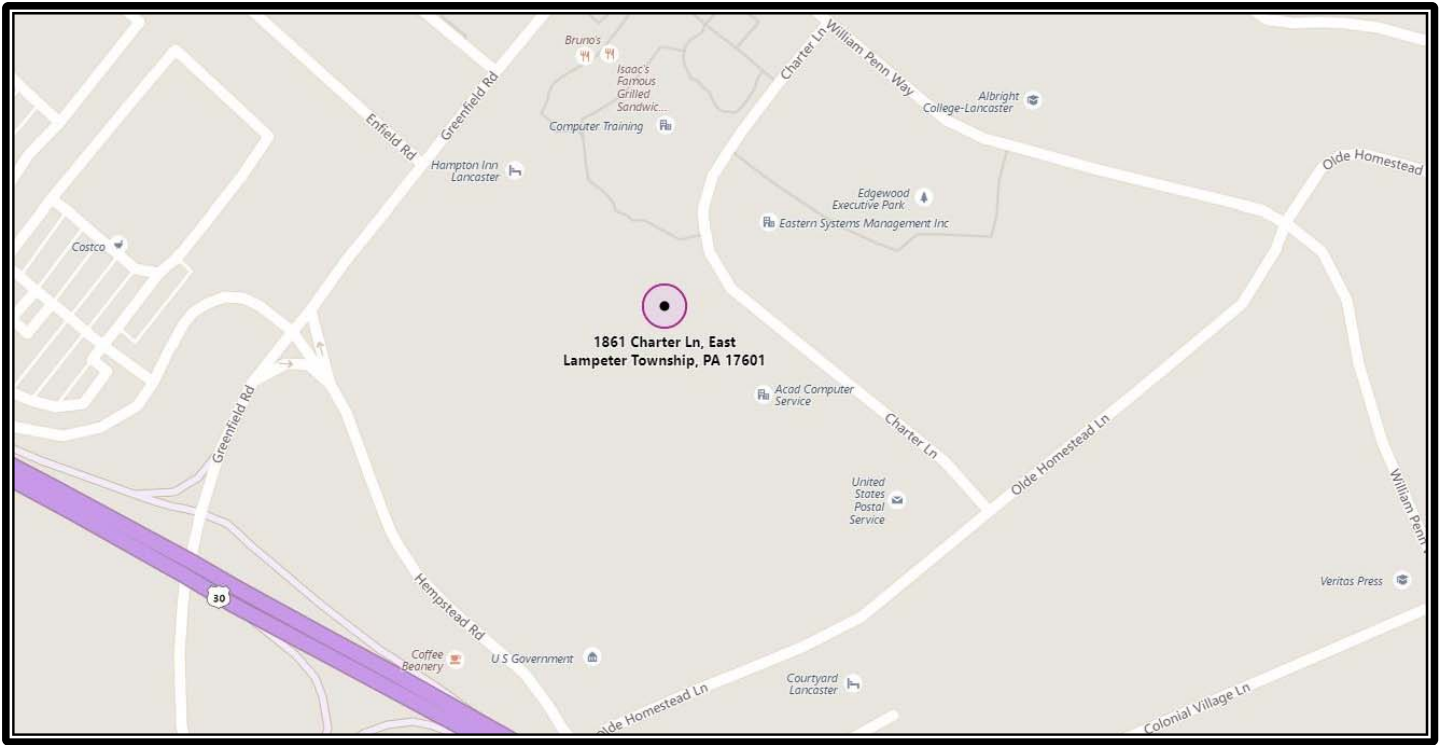 Bruno's
Isaac's
Famous
Grilled
Sandwic...
Charter Ln
William Penn Way
Greenfield Rd
Enfield Rd
Computer Training
Albright
College-Lancaster
Hampton Inn
Lancaster
Olde Homestead
Edgewood
Executive Park
Eastern Systems Management Inc
Costco
1861 Charter Ln, East
Lampeter Township, PA 17601
Acad Computer
Service
Greenfield Rd
Charter Ln
Olde Homestead Ln
United
States
Postal
Service
William Penn
30
Hempstead Rd
Veritas Press
Coffee
Beanery
U S Government
Courtyard
Lancaster
Olde Homestead Ln
Colonial Village Ln